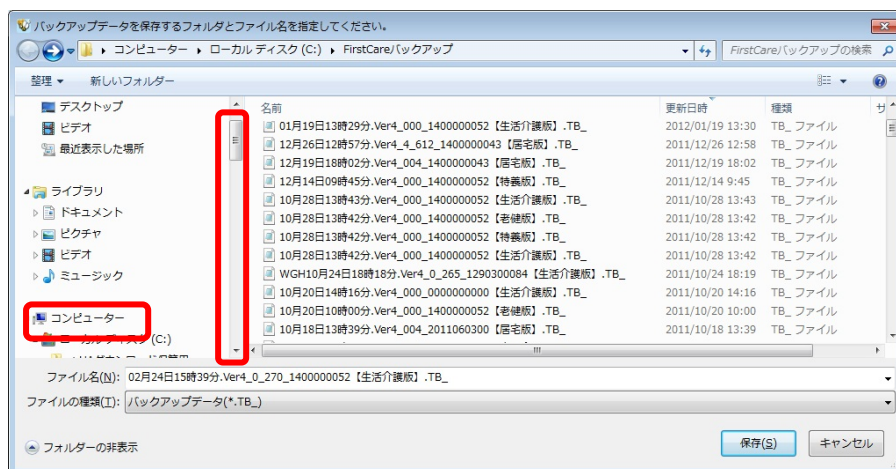 バックアップデータを保存するフォルダとファイル名を指定してください。
コンピューター ▸ ローカル ディスク (C:) ▸ FirstCareバックアップ
FirstCareバックアップの検索
整理 ▼ 新しいフォルダー
デスクトップ
ビデオ
最近表示した場所
ライブラリ
ドキュメント
ピクチャ
ビデオ
ミュージック
コンピューター
ローカル ディスク (C:)
名前 更新日時 種類 サ
01月19日13時29分.Ver4_000_1400000052【生活介護版】.TB_ 2012/01/19 13:30 TB_ ファイル
12月26日12時57分.Ver4_4_612_1400000043【居宅版】.TB_ 2011/12/26 12:58 TB_ ファイル
12月19日18時02分.Ver4_004_1400000043【居宅版】.TB_ 2011/12/19 18:02 TB_ ファイル
12月14日09時45分.Ver4_000_1400000052【特養版】.TB_ 2011/12/14 9:45 TB_ ファイル
10月28日13時43分.Ver4_000_1400000052【生活介護版】.TB_ 2011/10/28 13:43 TB_ ファイル
10月28日13時42分.Ver4_000_1400000052【老健版】.TB_ 2011/10/28 13:42 TB_ ファイル
10月28日13時42分.Ver4_000_1400000052【特養版】.TB_ 2011/10/28 13:42 TB_ ファイル
10月28日13時42分.Ver4_000_1400000052【生活介護版】.TB_ 2011/10/28 13:42 TB_ ファイル
WGH10月24日18時18分.Ver4_0_265_1290300084【生活介護版】.TB_ 2011/10/24 18:19 TB_ ファイル
10月20日14時16分.Ver4_000_0000000000【生活介護版】.TB_ 2011/10/20 14:16 TB_ ファイル
10月20日10時00分.Ver4_000_1400000052【老健版】.TB_ 2011/10/20 10:00 TB_ ファイル
10月18日13時39分.Ver4_004_2011060300【居宅版】.TB_ 2011/10/18 13:39 TB_ ファイル
ファイル名(N): 02月24日15時39分.Ver4_0_270_1400000052【生活介護版】.TB_
ファイルの種類(T): バックアップデータ(*.TB_)
フォルダーの非表示 保存(S) キャンセル